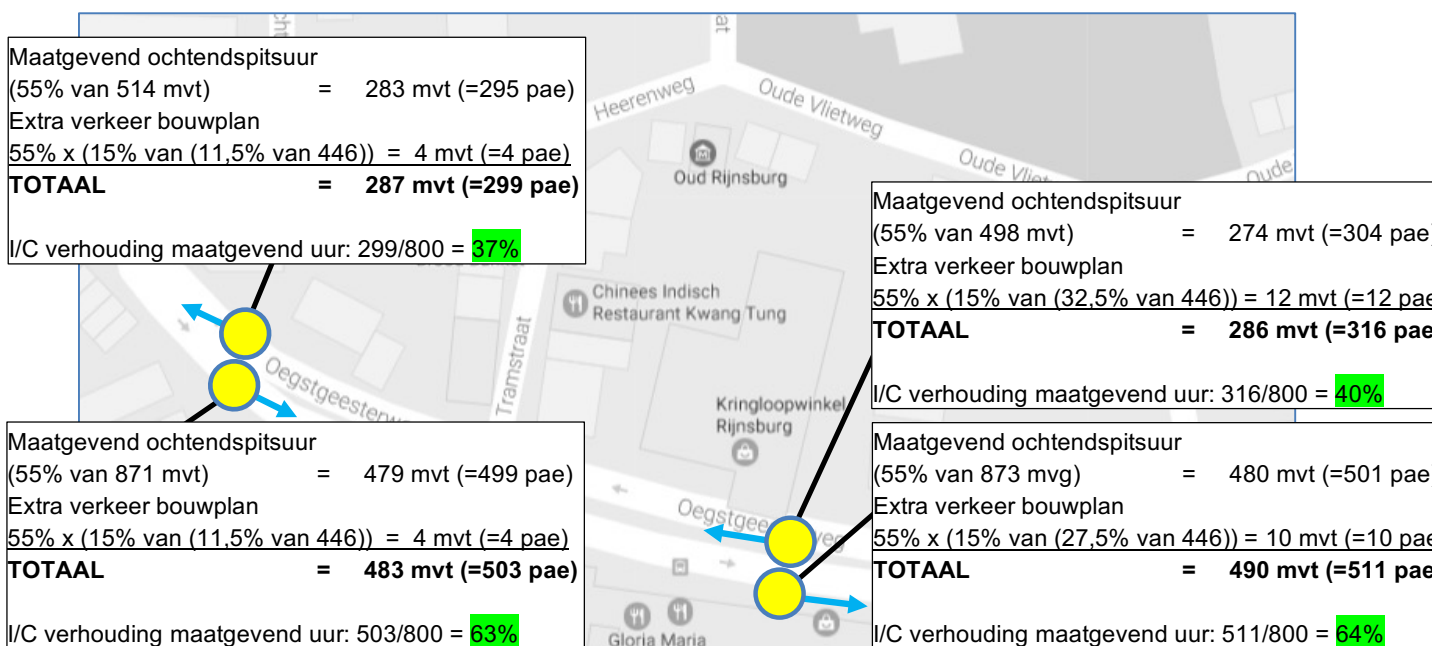 Maatgevend ochtendspitsuur
(55% van 514 mvt) = 283 mvt (=295 pae)
Extra verkeer bouwplan
55% x (15% van (11,5% van 446)) = 4 mvt (=4 pae)
TOTAAL = 287 mvt (=299 pae)
I/C verhouding maatgevend uur: 299/800 = 37%
Heerenweg
Oude Vlietweg
Oude
Oude
Oud Rijnsburg
Maatgevend ochtendspitsuur
(55% van 498 mvt) = 274 mvt (=304 pae)
Extra verkeer bouwplan
55% x (15% van (32,5% van 446)) = 12 mvt (=12 pae
TOTAAL = 286 mvt (=316 pae
I/C verhouding maatgevend uur: 316/800 = 40%
Chinees Indisch
Restaurant Kwang Tung
Tramstraat
Oegstgeesterw
Kringloopwinkel
Rijnsburg
Oegstgee
weg
Gloria Maria
Maatgevend ochtendspitsuur
(55% van 871 mvt) = 479 mvt (=499 pae)
Extra verkeer bouwplan
55% x (15% van (11,5% van 446)) = 4 mvt (=4 pae)
TOTAAL = 483 mvt (=503 pae)
I/C verhouding maatgevend uur: 503/800 = 63%
Maatgevend ochtendspitsuur
(55% van 873 mvg) = 480 mvt (=501 pae)
Extra verkeer bouwplan
55% x (15% van (27,5% van 446)) = 10 mvt (=10 pae
TOTAAL = 490 mvt (=511 pae
I/C verhouding maatgevend uur: 511/800 = 64%